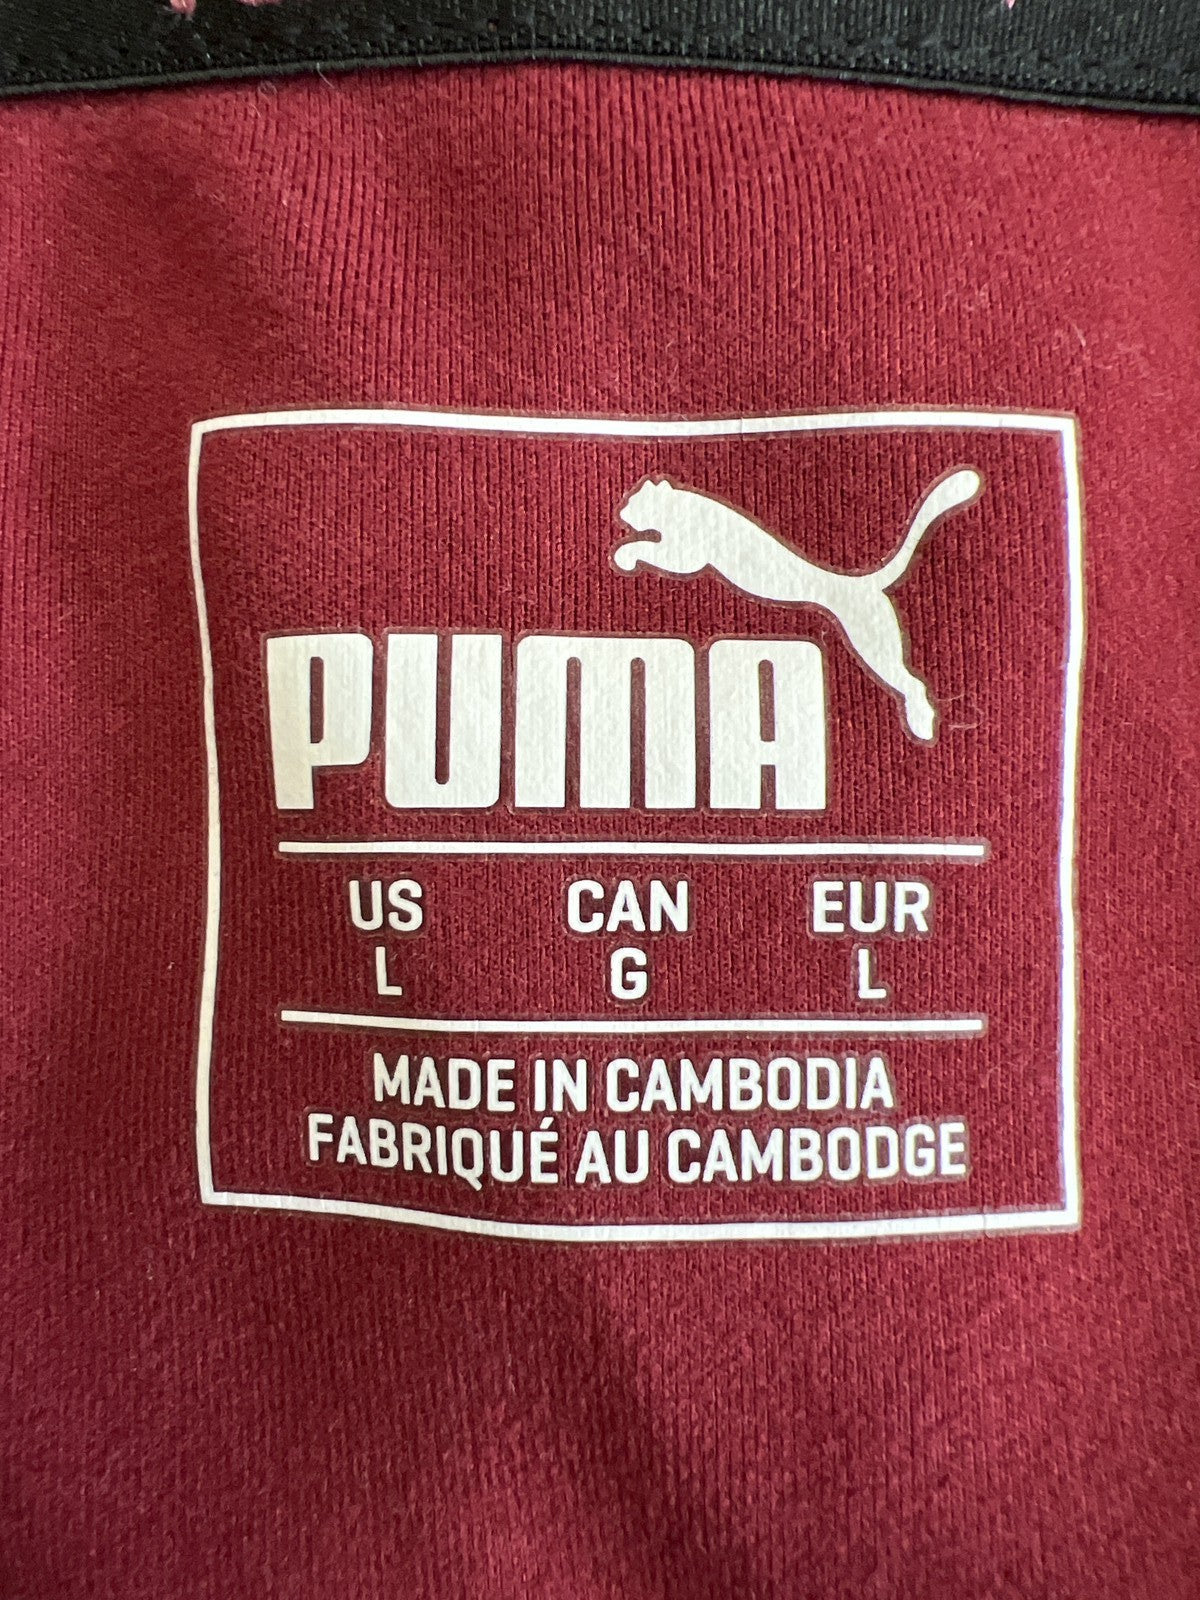 PUMA
US CAN EUR
L G L
MADE IN CAMBODIA
FABRIQUÉ AU CAMBODGE